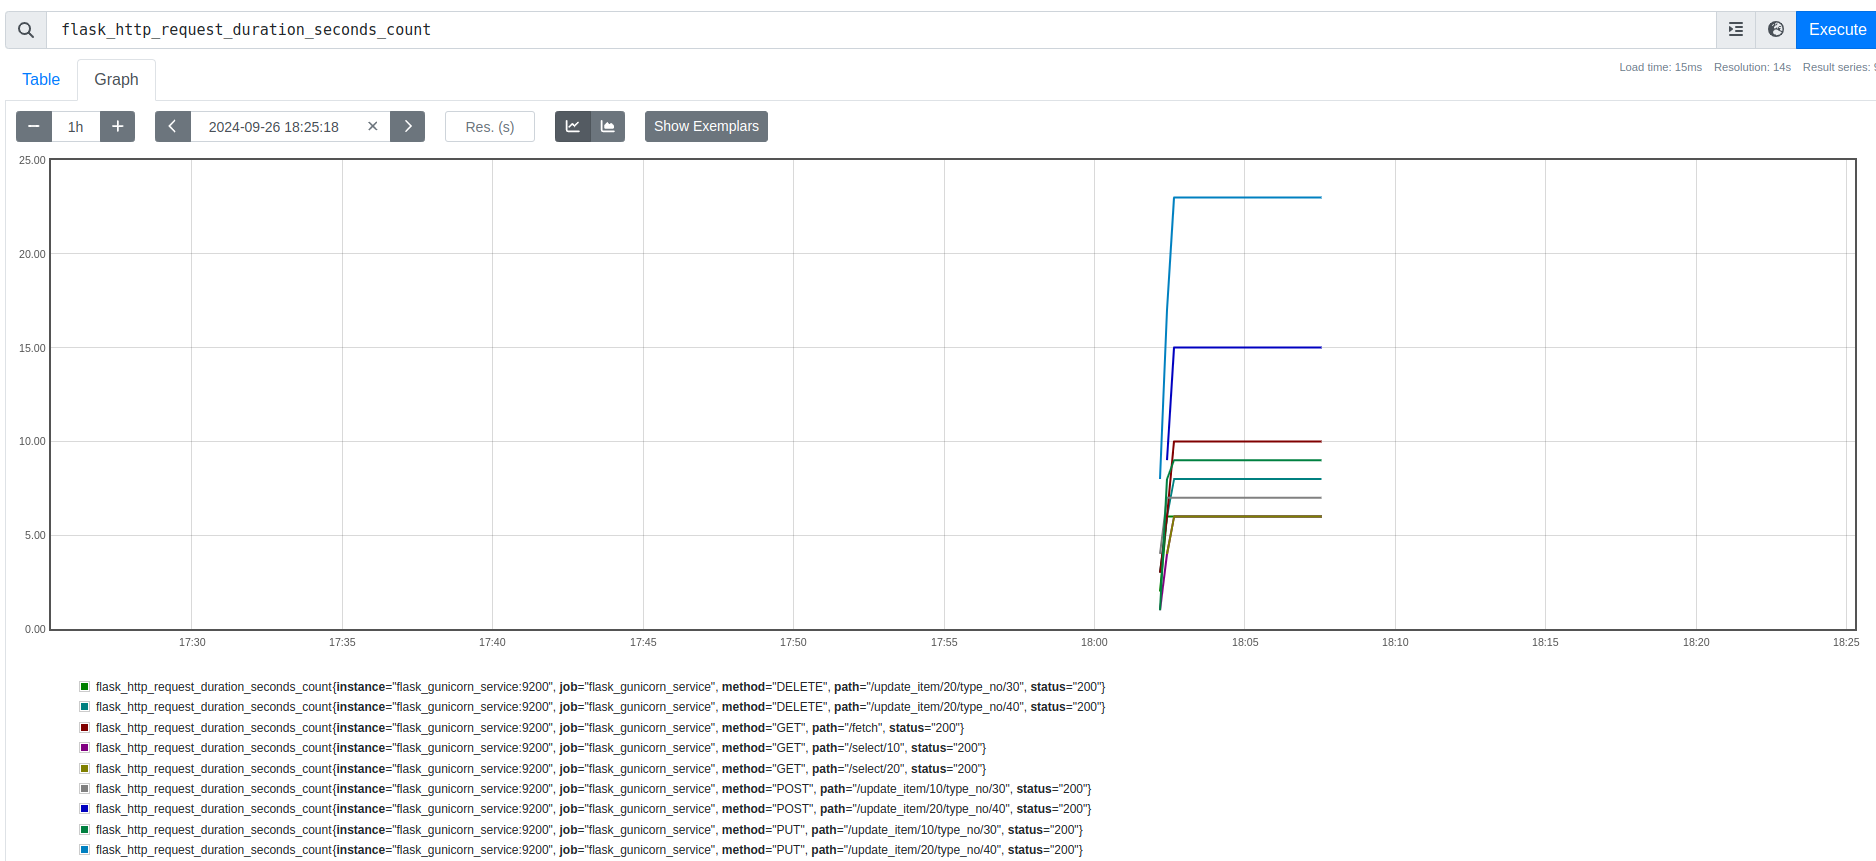 flask_http_request_duration_seconds_count
Execute
Table Graph
Load time: 15ms Resolution: 14s Result series:
1h 2024-09-26 18:25:18 Res. (s) Show Exemplars
25.00
20.00
15.00
10.00
5.00
0.00
17:30 17:35 17:40 17:45 17:50 17:55 18:00 18:05 18:10 18:15 18:20 18:25
flask_http_request_duration_seconds_count{instance="flask_gunicorn_service:9200", job="flask_gunicorn_service", method="DELETE", path="/update_item/20/type_no/30", status="200"}
flask_http_request_duration_seconds_count{instance="flask_gunicorn_service:9200", job="flask_gunicorn_service", method="DELETE", path="/update_item/20/type_no/40", status="200"}
flask_http_request_duration_seconds_count{instance="flask_gunicorn_service:9200", job="flask_gunicorn_service", method="GET", path="/fetch", status="200"}
flask_http_request_duration_seconds_count{instance="flask_gunicorn_service:9200", job="flask_gunicorn_service", method="GET", path="/select/10", status="200"}
flask_http_request_duration_seconds_count{instance="flask_gunicorn_service:9200", job="flask_gunicorn_service", method="GET", path="/select/20", status="200"}
flask_http_request_duration_seconds_count{instance="flask_gunicorn_service:9200", job="flask_gunicorn_service", method="POST", path="/update_item/10/type_no/30", status="200"}
flask_http_request_duration_seconds_count{instance="flask_gunicorn_service:9200", job="flask_gunicorn_service", method="POST", path="/update_item/20/type_no/40", status="200"}
flask_http_request_duration_seconds_count{instance="flask_gunicorn_service:9200", job="flask_gunicorn_service", method="PUT", path="/update_item/10/type_no/30", status="200"}
flask_http_request_duration_seconds_count{instance="flask_gunicorn_service:9200", job="flask_gunicorn_service", method="PUT", path="/update_item/20/type_no/40", status="200"}